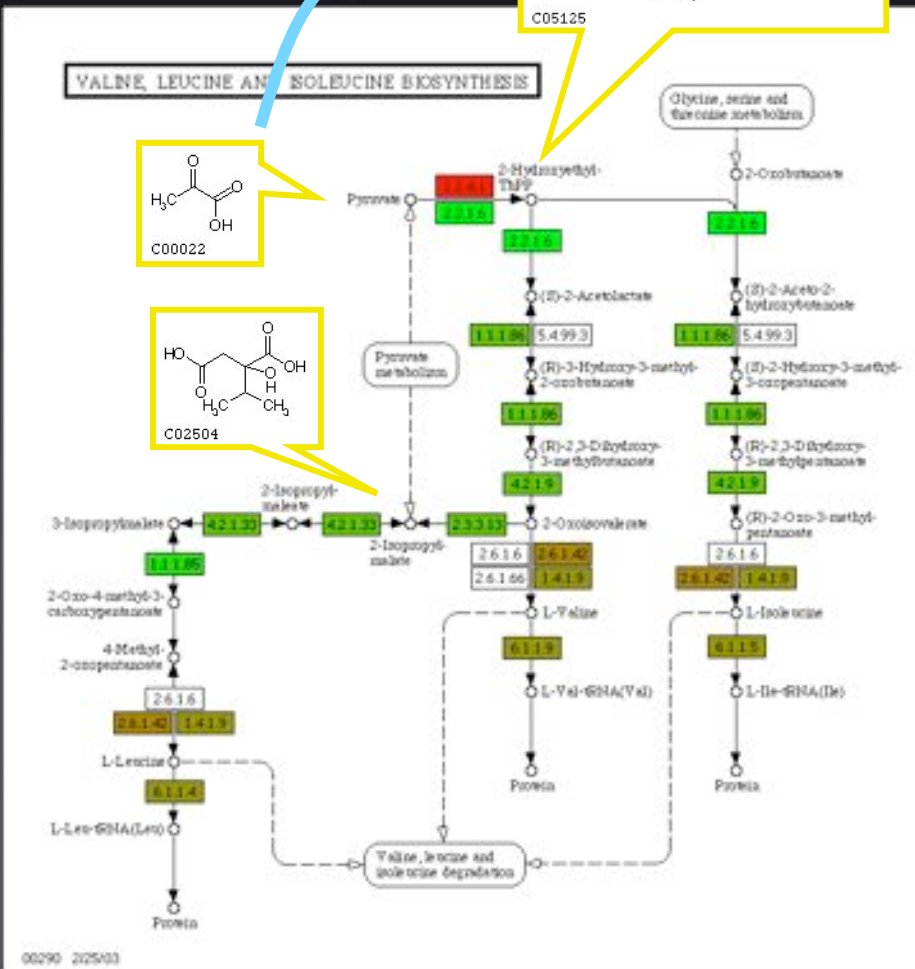 C05125
VALINE, LEUCINE AND ISOLEUCINE BIOSYNTHESIS
Glycine, serine and
threonine metabolism
O
H₃C
O
OH
C00022
Pyruvate
1.2.4.1
2.2.1.6
2-Hydroxyethyl-
ThPP
2-Oxobutanoate
2.2.1.6
2.2.1.6
(S)-2-Acetolactate
(S)-2-Aceto-2-
hydroxybutanoate
1.1.1.86
5.4.99.3
1.1.1.86
5.4.99.3
HO
O
O
OH
O
H
H₃C
CH₃
C02504
Pyruvate
metabolism
(R)-3-Hydroxy-3-methyl-
2-oxobutanoate
(S)-2-Hydroxy-3-methyl-
3-oxopentanoate
1.1.1.86
1.1.1.86
(R)-2,3-Dihydroxy-
3-methylbutanoate
(R)-2,3-Dihydroxy-
3-methylpentanoate
4.2.1.9
4.2.1.9
3-Isopropylmalate
4.2.1.33
2-Isopropyl-
maleate
4.2.1.33
2-Isopropyl-
malate
2.3.3.13
2-Oxoisovalerate
(R)-2-Oxo-3-methyl-
pentanoate
1.1.1.85
2.6.1.6
2.6.1.42
2.6.1.66
1.4.1.9
2.6.1.6
2.6.1.42
1.4.1.9
2-Oxo-4-methyl-3-
carboxypentanoate
L-Valine
L-Isoleucine
4-Methyl-
2-oxopentanoate
6.1.1.9
6.1.1.5
2.6.1.6
2.6.1.42
1.4.1.9
L-Val-tRNA(Val)
L-Ile-tRNA(Ile)
L-Leucine
6.1.1.4
Protein
Protein
L-Leu-tRNA(Leu)
Valine, leucine and
isoleucine degradation
Protein
00290 2/25/03